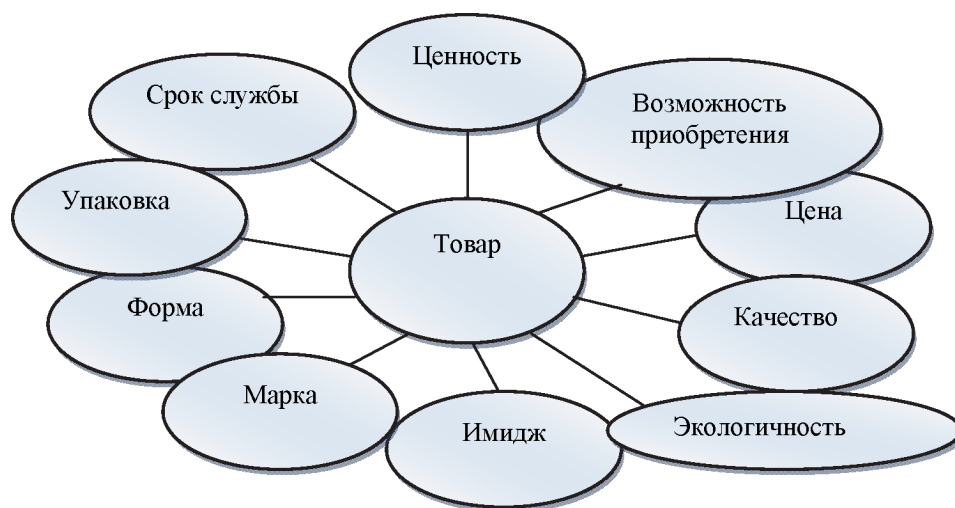 Ценность
Срок службы
Возможность
приобретения
Упаковка
Цена
Товар
Форма
Качество
Марка
Имидж
Экологичность